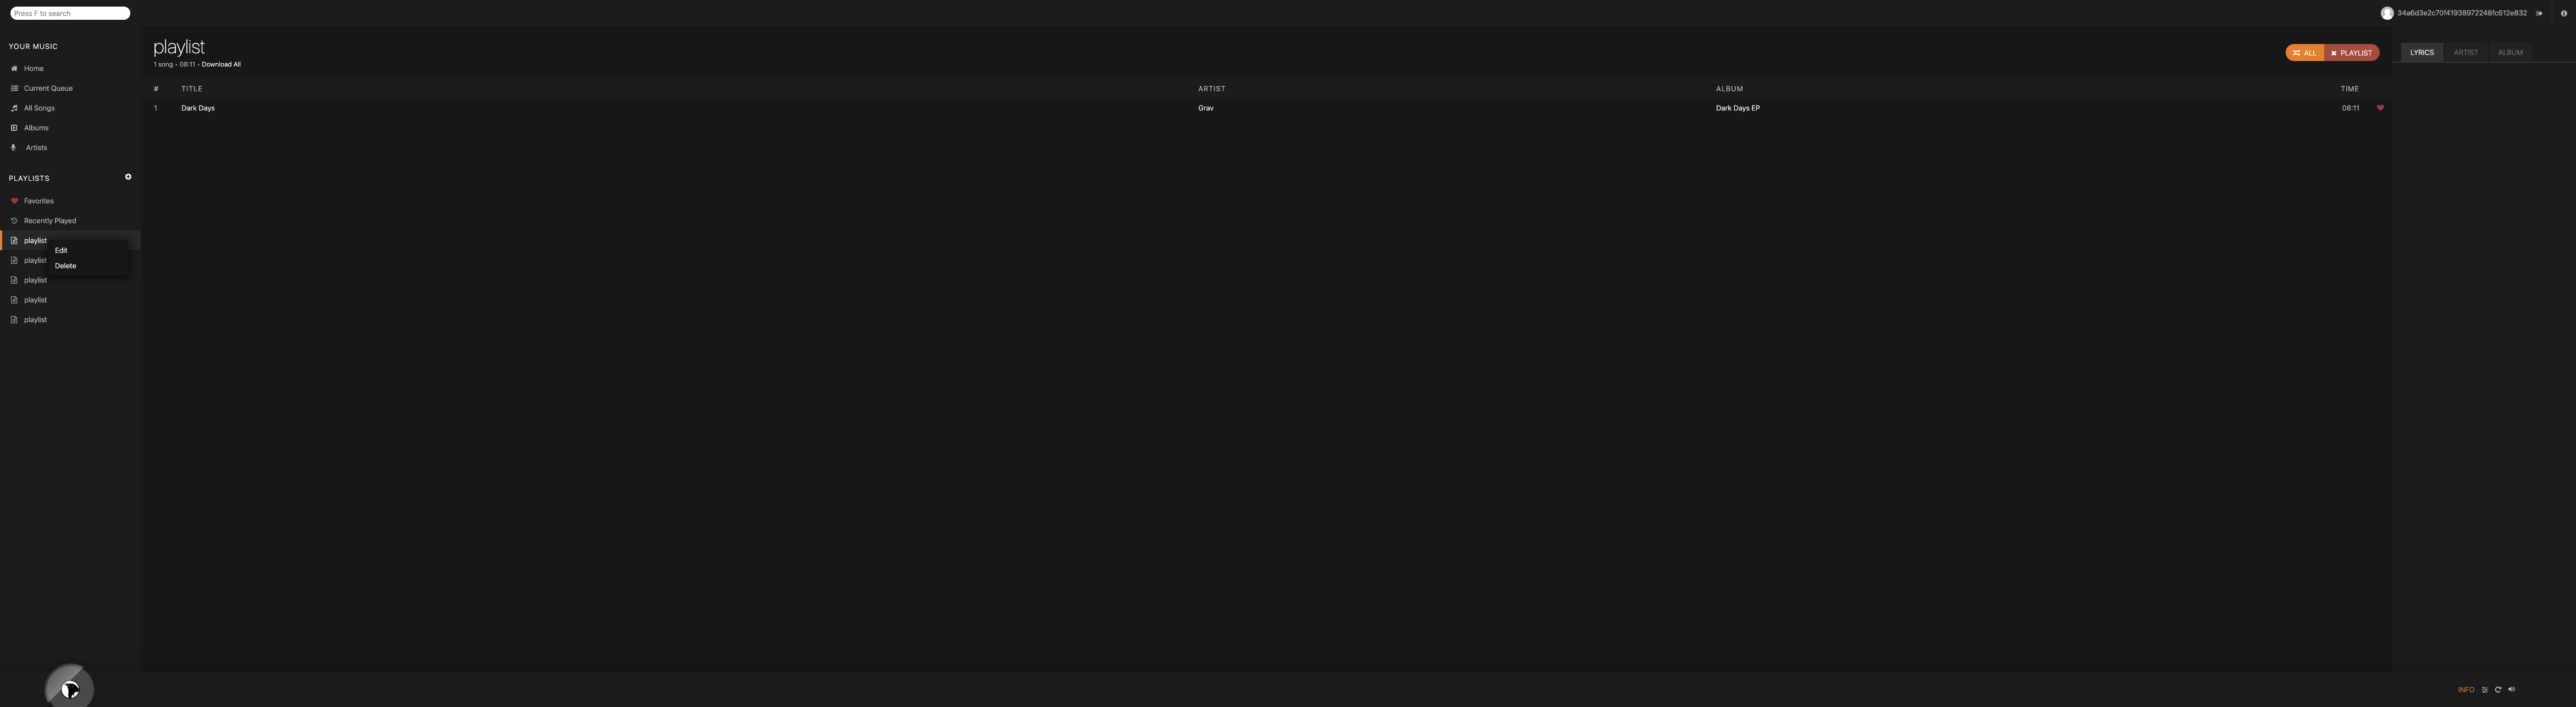 Press F to search
34a6d3e2c70f41938972248fc612e832
YOUR MUSIC
Home
Current Queue
All Songs
Albums
Artists
PLAYLISTS
Favorites
Recently Played
playlist
Edit
playlist
Delete
playlist
playlist
playlist
playlist
1 song • 08:11 • Download All
ALL
PLAYLIST
# TITLE ARTIST ALBUM TIME
1 Dark Days Grav Dark Days EP 08:11
LYRICS ARTIST ALBUM
INFO